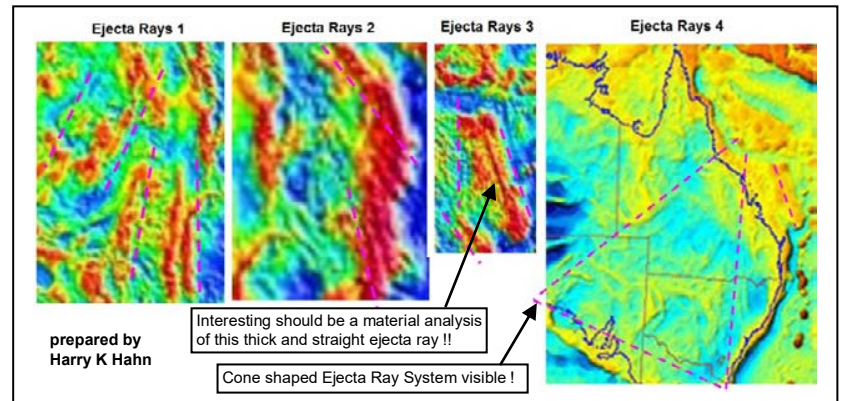 Ejecta Rays 1
Ejecta Rays 2
Ejecta Rays 3
Ejecta Rays 4
Interesting should be a material analysis
of this thick and straight ejecta ray !!
prepared by
Harry K Hahn
Cone shaped Ejecta Ray System visible !